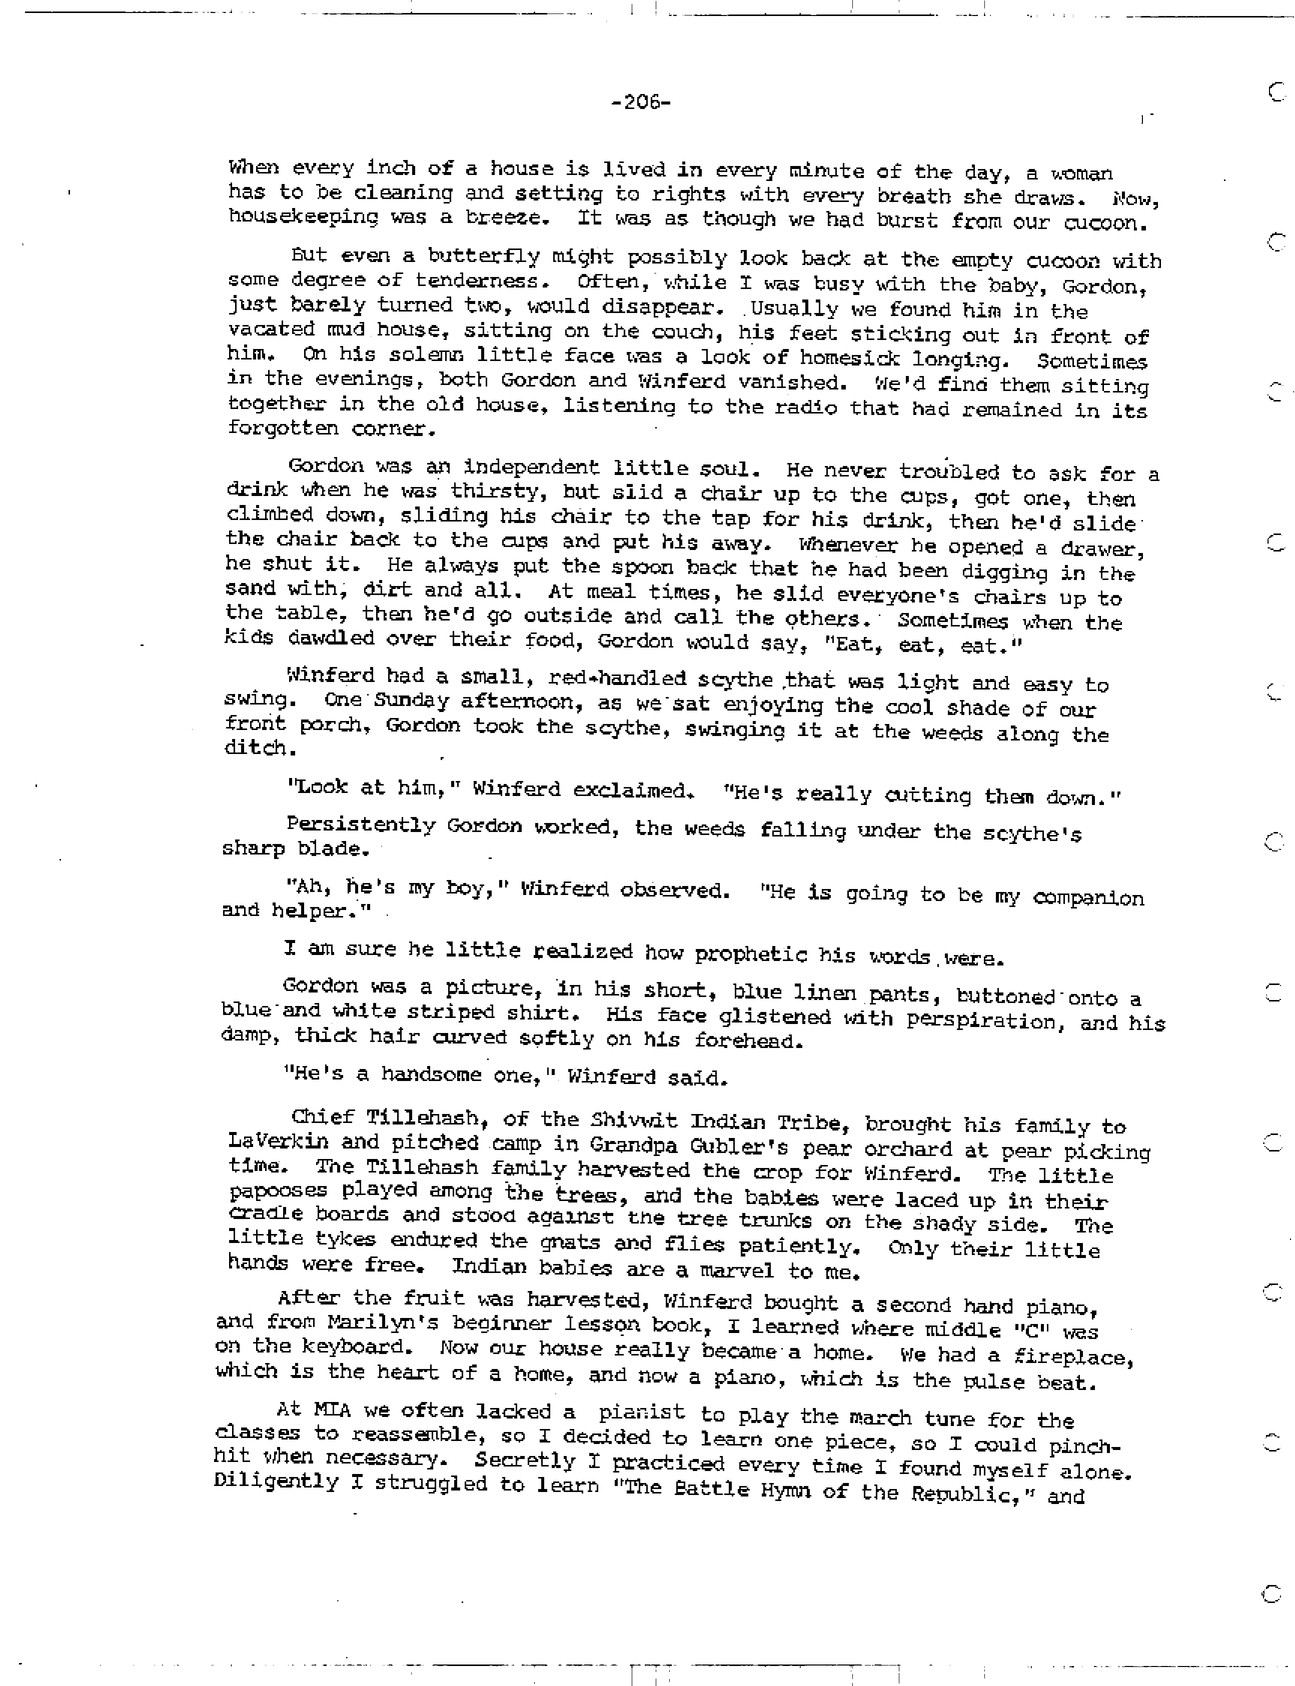 -206-
When every inch of a house is lived in every minute of the day, a woman
has to be cleaning and setting to rights with every breath she draws. Now,
housekeeping was a breeze. It was as though we had burst from our cucoon.
But even a butterfly might possibly look back at the empty cucoon with
some degree of tenderness. Often, while I was busy with the baby, Gordon,
just barely turned two, would disappear. Usually we found him in the
vacated mud house, sitting on the couch, his feet sticking out in front of
him. On his solemn little face was a look of homesick longing. Sometimes
in the evenings, both Gordon and Winferd vanished. We'd find them sitting
together in the old house, listening to the radio that had remained in its
forgotten corner.
Gordon was an independent little soul. He never troubled to ask for a
drink when he was thirsty, but slid a chair up to the cups, got one, then
climbed down, sliding his chair to the tap for his drink, then he'd slide
the chair back to the cups and put his away. Whenever he opened a drawer,
he shut it. He always put the spoon back that he had been digging in the
sand with, dirt and all. At meal times, he slid everyone's chairs up to
the table, then he'd go outside and call the others. Sometimes when the
kids dawdled over their food, Gordon would say, "Eat, eat, eat."
Winferd had a small, red-handled scythe that was light and easy to
swing. One Sunday afternoon, as we sat enjoying the cool shade of our
front porch, Gordon took the scythe, swinging it at the weeds along the
ditch.
"Look at him," Winferd exclaimed. "He's really cutting them down."
Persistently Gordon worked, the weeds falling under the scythe's
sharp blade.
"Ah, he's my boy," Winferd observed. "He is going to be my companion
and helper."
I am sure he little realized how prophetic his words were.
Gordon was a picture, in his short, blue linen pants, buttoned onto a
blue and white striped shirt. His face glistened with perspiration, and his
damp, thick hair curved softly on his forehead.
"He's a handsome one," Winferd said.
Chief Tillehash, of the Shivwit Indian Tribe, brought his family to
LaVerkin and pitched camp in Grandpa Gubler's pear orchard at pear picking
time. The Tillehash family harvested the crop for Winferd. The little
papooses played among the trees, and the babies were laced up in their
cradle boards and stood against the tree trunks on the shady side. The
little tykes endured the gnats and flies patiently. Only their little
hands were free. Indian babies are a marvel to me.
After the fruit was harvested, Winferd bought a second hand piano,
and from Marilyn's beginner lesson book, I learned where middle "C" was
on the keyboard. Now our house really became a home. We had a fireplace,
which is the heart of a home, and now a piano, which is the pulse beat.
At MIA we often lacked a pianist to play the march tune for the
classes to reassemble, so I decided to learn one piece, so I could pinch-
hit when necessary. Secretly I practiced every time I found myself alone.
Diligently I struggled to learn "The Battle Hymn of the Republic," and